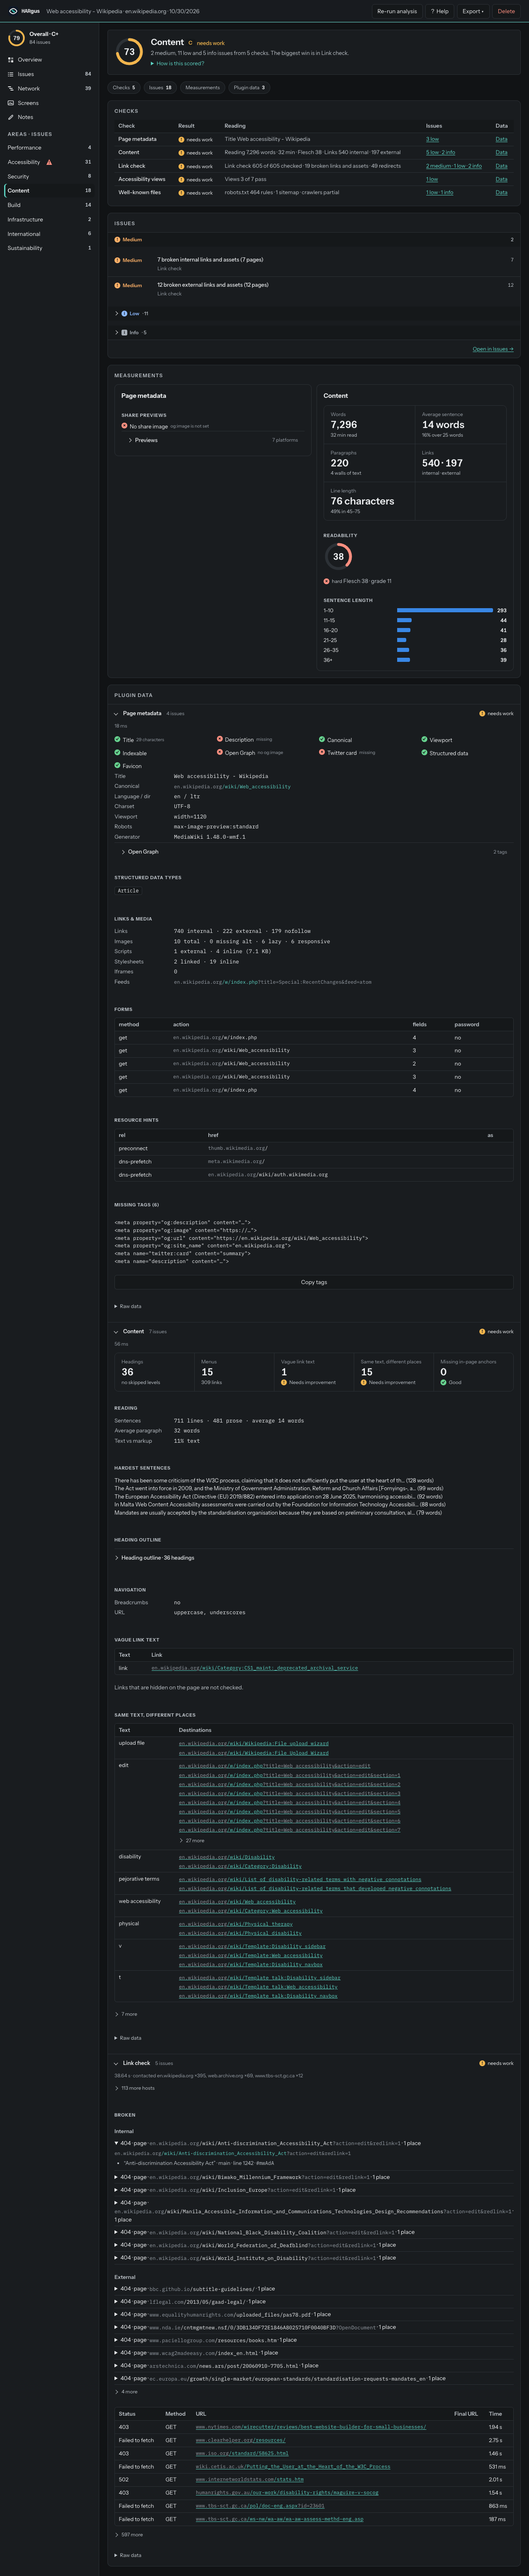 HARgus
Web accessibility - Wikipedia · en.wikipedia.org · 10/30/2026
Re-run analysis
? Help
Export
Delete
79
Overall · C+
84 issues
Overview
Issues 84
Network 39
Screens
Notes
AREAS · ISSUES
Performance 4
Accessibility 31
Security 8
Content 18
Build 14
Infrastructure 2
International 6
Sustainability 1
73
Content C needs work
2 medium, 11 low and 5 info issues from 5 checks. The biggest win is in Link check.
How is this scored?
Checks 5
Issues 18
Measurements
Plugin data 3
CHECKS
Check Result Reading Issues Data
Page metadata needs work Title Web accessibility - Wikipedia 3 low Data
Content needs work Reading 7,296 words · 32 min · Flesch 38 Links 540 internal · 197 external 5 low · 2 info Data
Link check needs work Link check 605 of 605 checked · 19 broken links and assets · 49 redirects 2 medium · 1 low · 2 info Data
Accessibility views needs work Views 3 of 7 pass 1 low Data
Well-known files needs work robots.txt 464 rules · 1 sitemap · crawlers partial 1 low · 1 info Data
ISSUES
Medium 2
Medium 7 broken internal links and assets (7 pages) 7
Link check
Medium 12 broken external links and assets (12 pages) 12
Link check
Low · 11
Info · 5
Open in Issues →
MEASUREMENTS
Page metadata
SHARE PREVIEWS
No share image og:image is not set
Previews 7 platforms
Content
Words
7,296
32 min read
Average sentence
14 words
16% over 25 words
Paragraphs
220
4 walls of text
Links
540 · 197
internal · external
Line length
76 characters
49% in 45–75
READABILITY
38
hard Flesch 38 · grade 11
SENTENCE LENGTH
1–10 293
11–15 44
16–20 41
21–25 28
26–35 36
36+ 39
PLUGIN DATA
Page metadata 4 issues needs work
19 ms
Title 29 characters
Description missing
Canonical
Viewport
Indexable
Open Graph no og:image
Twitter card missing
Structured data
Favicon
Title Web accessibility - Wikipedia
Canonical en.wikipedia.org/wiki/Web_accessibility
Language / dir en / ltr
Charset UTF-8
Viewport width=1120
Robots max-image-preview:standard
Generator MediaWiki 1.48.0-wmf.1
Open Graph 2 tags
STRUCTURED DATA TYPES
Article
LINKS & MEDIA
Links 740 internal · 222 external · 179 nofollow
Images 10 total · 0 missing alt · 6 lazy · 6 responsive
Scripts 1 external · 4 inline (7.1 KB)
Stylesheets 2 linked · 19 inline
Iframes 0
Feeds en.wikipedia.org/w/index.php?title=Special:RecentChanges&feed=atom
FORMS
method action fields password
get en.wikipedia.org/w/index.php 4 no
get en.wikipedia.org/wiki/Web_accessibility 3 no
get en.wikipedia.org/wiki/Web_accessibility 2 no
get en.wikipedia.org/wiki/Web_accessibility 3 no
get en.wikipedia.org/w/index.php 4 no
RESOURCE HINTS
rel href as
preconnect thumb.wikimedia.org/
dns-prefetch meta.wikimedia.org/
dns-prefetch en.wikipedia.org/wiki/auth.wikimedia.org
MISSING TAGS (6)
<meta property="og:description" content="…">
<meta property="og:image" content="https://…">
<meta property="og:url" content="https://en.wikipedia.org/wiki/Web_accessibility">
<meta property="og:site_name" content="en.wikipedia.org">
<meta name="twitter:card" content="summary">
<meta name="description" content="…">
Copy tags
Raw data
Content 7 issues needs work
56 ms
Headings
36
no skipped levels
Menus
15
309 links
Vague link text
1
Needs improvement
Same text, different places
15
Needs improvement
Missing in-page anchors
0
Good
READING
Sentences 711 lines · 481 prose · average 14 words
Average paragraph 32 words
Text vs markup 11% text
HARDEST SENTENCES
There has been some criticism of the W3C process, claiming that it does not sufficiently put the user at the heart of th… (128 words)
The Act went into force in 2009, and the Ministry of Government Administration, Reform and Church Affairs [Fornyings-, a… (99 words)
The European Accessibility Act (Directive (EU) 2019/882) entered into application on 28 June 2025, harmonising accessibi… (92 words)
In Malta Web Content Accessibility assessments were carried out by the Foundation for Information Technology Accessibili… (88 words)
Mandates are usually accepted by the standardisation organisation because they are based on preliminary consultation, al… (79 words)
HEADING OUTLINE
Heading outline · 36 headings
NAVIGATION
Breadcrumbs no
URL uppercase, underscores
VAGUE LINK TEXT
Text Link
link en.wikipedia.org/wiki/Category:CS1_maint:_deprecated_archival_service
Links that are hidden on the page are not checked.
SAME TEXT, DIFFERENT PLACES
Text Destinations
upload file en.wikipedia.org/wiki/Wikipedia:File_upload_wizard
en.wikipedia.org/wiki/Wikipedia:File_Upload_Wizard
edit en.wikipedia.org/w/index.php?title=Web_accessibility&action=edit
en.wikipedia.org/w/index.php?title=Web_accessibility&action=edit&section=1
en.wikipedia.org/w/index.php?title=Web_accessibility&action=edit&section=2
en.wikipedia.org/w/index.php?title=Web_accessibility&action=edit&section=3
en.wikipedia.org/w/index.php?title=Web_accessibility&action=edit&section=4
en.wikipedia.org/w/index.php?title=Web_accessibility&action=edit&section=5
en.wikipedia.org/w/index.php?title=Web_accessibility&action=edit&section=6
en.wikipedia.org/w/index.php?title=Web_accessibility&action=edit&section=7
27 more
disability en.wikipedia.org/wiki/Disability
en.wikipedia.org/wiki/Category:Disability
pejorative terms en.wikipedia.org/wiki/List_of_disability-related_terms_with_negative_connotations
en.wikipedia.org/wiki/List_of_disability-related_terms_that_developed_negative_connotations
web accessibility en.wikipedia.org/wiki/Web_accessibility
en.wikipedia.org/wiki/Category:Web_accessibility
physical en.wikipedia.org/wiki/Physical_therapy
en.wikipedia.org/wiki/Physical_disability
v en.wikipedia.org/wiki/Template:Disability_sidebar
en.wikipedia.org/wiki/Template:Web_accessibility
en.wikipedia.org/wiki/Template:Disability_navbox
t en.wikipedia.org/wiki/Template_talk:Disability_sidebar
en.wikipedia.org/wiki/Template_talk:Web_accessibility
en.wikipedia.org/wiki/Template_talk:Disability_navbox
7 more
Raw data
Link check 5 issues needs work
38.64 s · contacted en.wikipedia.org ×395, web.archive.org ×69, www.tbs-sct.gc.ca ×12
113 more hosts
BROKEN
Internal
404 · page · en.wikipedia.org/wiki/Anti-discrimination_Accessibility_Act?action=edit&redlink=1 · 1 place
en.wikipedia.org/wiki/Anti-discrimination_Accessibility_Act?action=edit&redlink=1
"Anti-discrimination Accessibility Act" · main · line 1242 · #mwAdA
404 · page · en.wikipedia.org/wiki/Biwako_Millennium_Framework?action=edit&redlink=1 · 1 place
404 · page · en.wikipedia.org/wiki/Inclusion_Europe?action=edit&redlink=1 · 1 place
404 · page ·
en.wikipedia.org/wiki/Manila_Accessible_Information_and_Communications_Technologies_Design_Recommendations?action=edit&redlink=1 ·
1 place
404 · page · en.wikipedia.org/wiki/National_Black_Disability_Coalition?action=edit&redlink=1 · 1 place
404 · page · en.wikipedia.org/wiki/World_Federation_of_Deafblind?action=edit&redlink=1 · 1 place
404 · page · en.wikipedia.org/wiki/World_Institute_on_Disability?action=edit&redlink=1 · 1 place
External
404 · page · bbc.github.io/subtitle-guidelines/ · 1 place
404 · page · lflegal.com/2013/05/gaad-legal/ · 1 place
404 · page · www.equalityhumanrights.com/uploaded_files/pas78.pdf · 1 place
404 · page · www.nda.ie/cntmgmtnew.nsf/0/3DB134DF72E1846A8025710F0040BF3D?OpenDocument · 1 place
404 · page · www.paciellogroup.com/resources/books.htm · 1 place
404 · page · www.wcag2made­easy.com/index_en.html · 1 place
404 · page · arstechnica.com/news.ars/post/20060910-7705.html · 1 place
404 · page · ec.europa.eu/growth/single-market/european-standards/standardisation-requests-mandates_en · 1 place
4 more
Status Method URL Final URL Time
403 GET www.nytimes.com/wirecutter/reviews/best-website-builder-for-small-businesses/ 1.94 s
Failed to fetch GET www.clearhelper.org/resources/ 2.75 s
403 GET www.iso.org/standard/58625.html 1.46 s
Failed to fetch GET wiki.cetis.ac.uk/Putting_the_User_at_the_Heart_of_the_W3C_Process 531 ms
502 GET www.internetworldstats.com/stats.htm 2.01 s
403 GET humanrights.gov.au/our-work/disability-rights/maguire-v-socog 1.54 s
Failed to fetch GET www.tbs-sct.gc.ca/pol/doc-eng.aspx?id=23601 863 ms
Failed to fetch GET www.tbs-sct.gc.ca/ws-nw/wa-aw/wa-aw-assess-methd-eng.asp 187 ms
597 more
Raw data